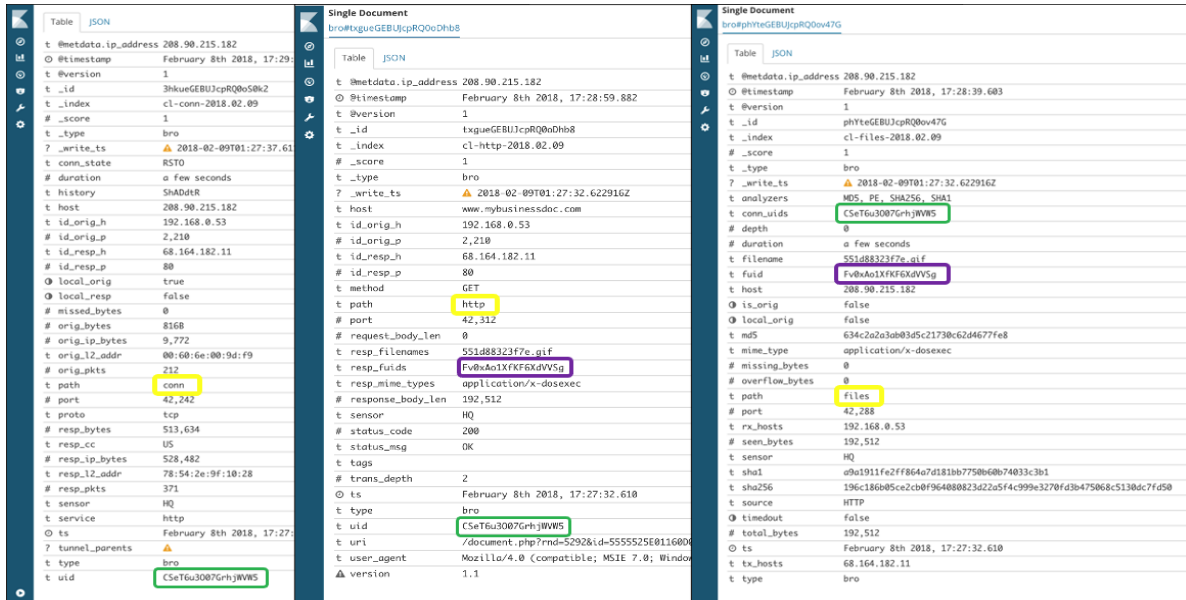 Table JSON
t @metdata.ip_address 208.90.215.182
@timestamp February 8th 2018, 17:29:
t @version 1
t _id 3hkueGEBUJcpRQ0oS0k2
t _index cl-conn-2018.02.09
# _score 1
t _type bro
? _write_ts 2018-02-09T01:27:37.61
t conn_state RSTO
# duration a few seconds
t history ShADdtR
t host 208.90.215.182
t id_orig_h 192.168.0.53
# id_orig_p 2,210
t id_resp_h 68.164.182.11
# id_resp_p 80
local_orig true
local_resp false
# missed_bytes 0
# orig_bytes 816B
# orig_ip_bytes 9,772
t orig_l2_addr 00:60:6e:00:9d:f9
# orig_pkts 212
t path conn
# port 42,242
t proto tcp
# resp_bytes 513,634
t resp_cc US
# resp_ip_bytes 528,482
t resp_l2_addr 78:54:2e:9f:10:28
# resp_pkts 371
t sensor HQ
t service http
ts February 8th 2018, 17:27:
? tunnel_parents
t type bro
t uid CSeT6u3O07GrhjWVW5
Single Document
bro#txgueGEBUJcpRQ0oDhb8
Table JSON
t @metdata.ip_address 208.90.215.182
@timestamp February 8th 2018, 17:28:59.882
t @version 1
t _id txgueGEBUJcpRQ0oDhb8
t _index cl-http-2018.02.09
# _score 1
t _type bro
? _write_ts 2018-02-09T01:27:32.622916Z
t host www.mybusinessdoc.com
t id_orig_h 192.168.0.53
# id_orig_p 2,210
t id_resp_h 68.164.182.11
# id_resp_p 80
t method GET
t path http
# port 42,312
# request_body_len 0
t resp_filenames 551d88323f7e.gif
t resp_fuids Fv0xAo1XfKF6XdVVSg
t resp_mime_types application/x-dosexec
# response_body_len 192,512
t sensor HQ
# status_code 200
t status_msg OK
t tags
# trans_depth 2
ts February 8th 2018, 17:27:32.610
t type bro
t uid CSeT6u3O07GrhjWVW5
t uri /document.php?rnd=5292&id=5555525E01160D
t user_agent Mozilla/4.0 (compatible; MSIE 7.0; Window
version 1.1
Single Document
bro#phYteGEBUJcpRQ0ov47G
Table JSON
t @metdata.ip_address 208.90.215.182
@timestamp February 8th 2018, 17:28:39.603
t @version 1
t _id phYteGEBUJcpRQ0ov47G
t _index cl-files-2018.02.09
# _score 1
t _type bro
? _write_ts 2018-02-09T01:27:32.622916Z
t analyzers MD5, PE, SHA256, SHA1
t conn_uids CSeT6u3O07GrhjWVW5
# depth 0
# duration a few seconds
t filename 551d88323f7e.gif
t fuid Fv0xAo1XfKF6XdVVSg
t host 208.90.215.182
is_orig false
local_orig false
t md5 634c2a2a3ab03d5c21730c62d4677fe8
t mime_type application/x-dosexec
# missing_bytes 0
# overflow_bytes 0
t path files
# port 42,288
t rx_hosts 192.168.0.53
# seen_bytes 192,512
t sensor HQ
t sha1 a9a1911fe2ff864a7d181bb7750b60b74033c3b1
t sha256 196c186b05ce2cb0f964080823d22a5f4c999e3270fd3b475068c5130dc7fd50
t source HTTP
timeout false
# total_bytes 192,512
ts February 8th 2018, 17:27:32.610
t tx_hosts 68.164.182.11
t type bro